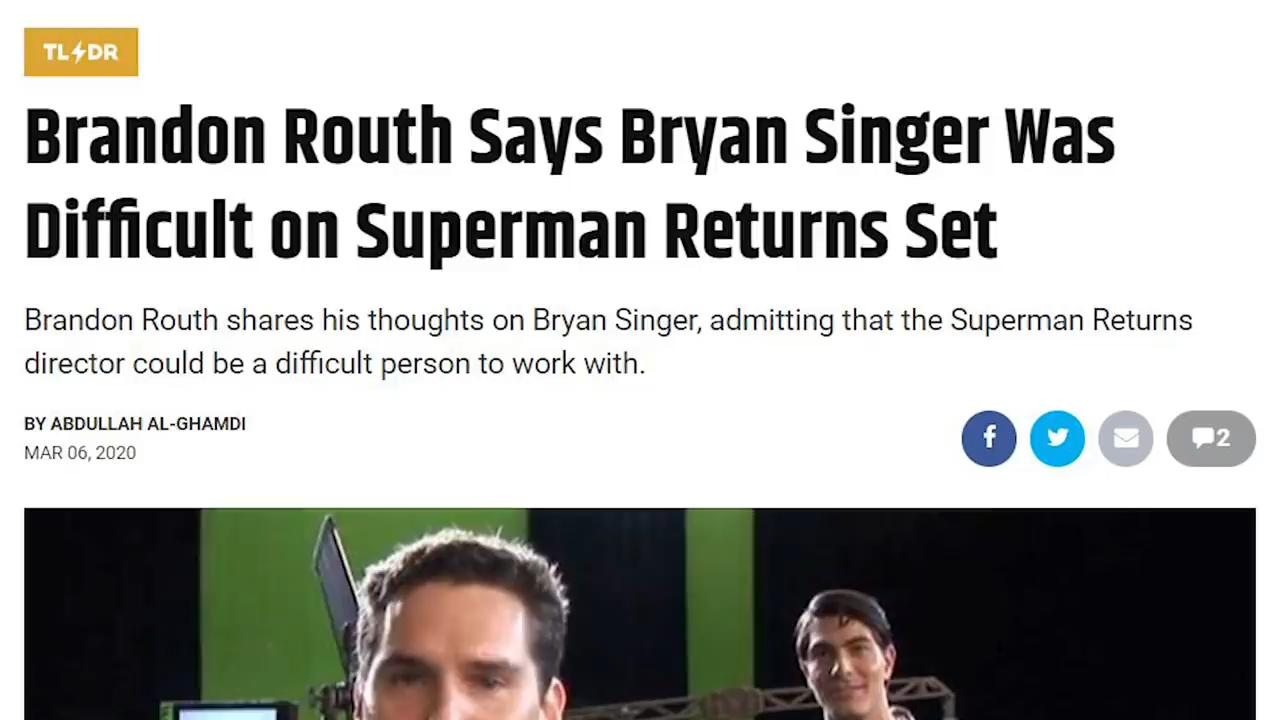 TL⚡DR
Brandon Routh Says Bryan Singer Was
Difficult on Superman Returns Set
Brandon Routh shares his thoughts on Bryan Singer, admitting that the Superman Returns
director could be a difficult person to work with.
BY ABDULLAH AL-GHAMDI
MAR 06, 2020
2